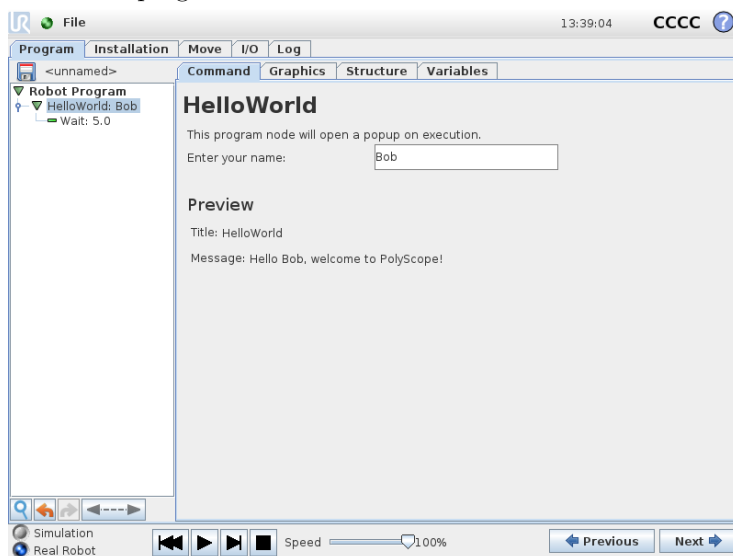 File 13:39:04 CCCC ?
Program Installation Move I/O Log
<unnamed> Command Graphics Structure Variables
Robot Program
HelloWorld: Bob
Wait: 5.0
HelloWorld
This program node will open a popup on execution.
Enter your name: Bob
Preview
Title: HelloWorld
Message: Hello Bob, welcome to PolyScope!
Simulation
Real Robot
Speed 100%
Previous Next